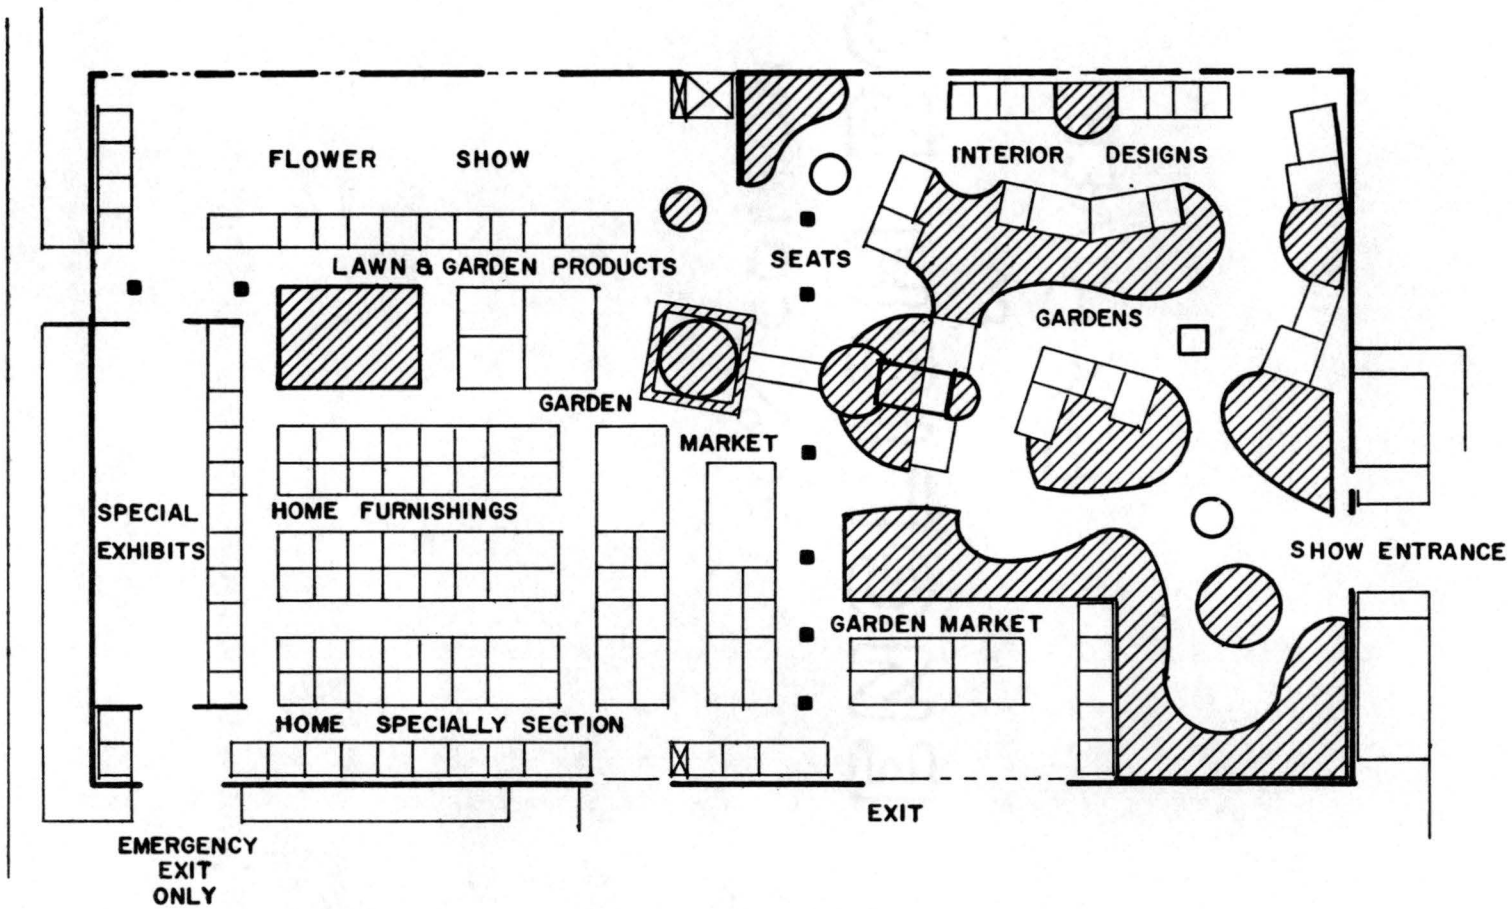 FLOWER SHOW
INTERIOR DESIGNS
LAWN & GARDEN PRODUCTS
SEATS
GARDENS
GARDEN
MARKET
SPECIAL
EXHIBITS
HOME FURNISHINGS
SHOW ENTRANCE
GARDEN MARKET
HOME SPECIALLY SECTION
EXIT
EMERGENCY
EXIT
ONLY